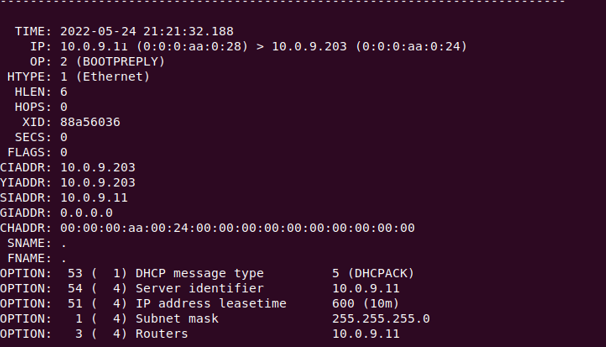 ---------------------------------------------------------------------------
TIME: 2022-05-24 21:21:32.188
IP: 10.0.9.11 (0:0:0:aa:0:28) > 10.0.9.203 (0:0:0:aa:0:24)
OP: 2 (BOOTPREPLY)
HTYPE: 1 (Ethernet)
HLEN: 6
HOPS: 0
XID: 88a56036
SECS: 0
FLAGS: 0
CIADDR: 10.0.9.203
YIADDR: 10.0.9.203
SIADDR: 10.0.9.11
GIADDR: 0.0.0.0
CHADDR: 00:00:00:aa:00:24:00:00:00:00:00:00:00:00:00:00
SNAME: .
FNAME: .
OPTION: 53 ( 1) DHCP message type 5 (DHCPACK)
OPTION: 54 ( 4) Server identifier 10.0.9.11
OPTION: 51 ( 4) IP address leasetime 600 (10m)
OPTION: 1 ( 4) Subnet mask 255.255.255.0
OPTION: 3 ( 4) Routers 10.0.9.11